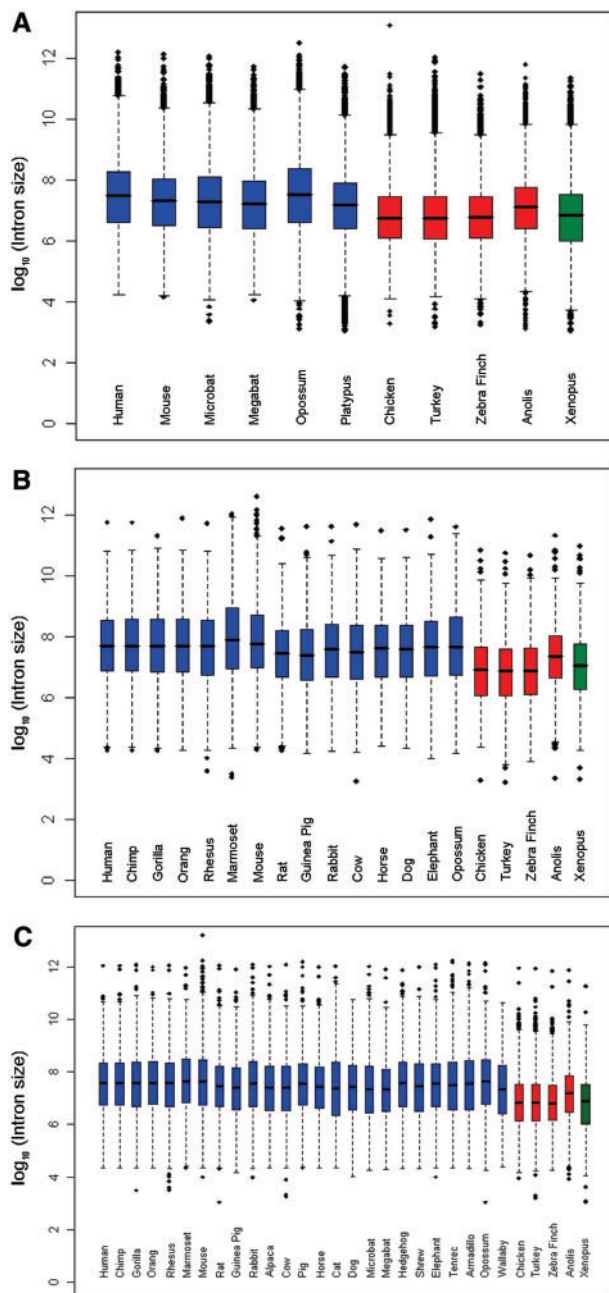 A
log₁₀ (Intron size)
12
10
8
6
4
2
0
Human
Mouse
Microbat
Megabat
Opossum
Platypus
Chicken
Turkey
Zebra Finch
Anolis
Xenopus
B
log₁₀ (Intron size)
12
10
8
6
4
2
0
Human
Chimp
Gorilla
Orang
Rhesus
Marmoset
Mouse
Rat
Guinea Pig
Rabbit
Cow
Horse
Dog
Elephant
Opossum
Chicken
Turkey
Zebra Finch
Anolis
Xenopus
C
log₁₀ (Intron size)
12
10
8
6
4
2
0
Human
Chimp
Gorilla
Orang
Rhesus
Marmoset
Mouse
Rat
Guinea Pig
Rabbit
Alpaca
Cow
Pig
Horse
Cat
Dog
Microbat
Megabat
Hedgehog
Shrew
Elephant
Tenrec
Armadillo
Opossum
Wallaby
Chicken
Turkey
Zebra Finch
Anolis
Xenopus